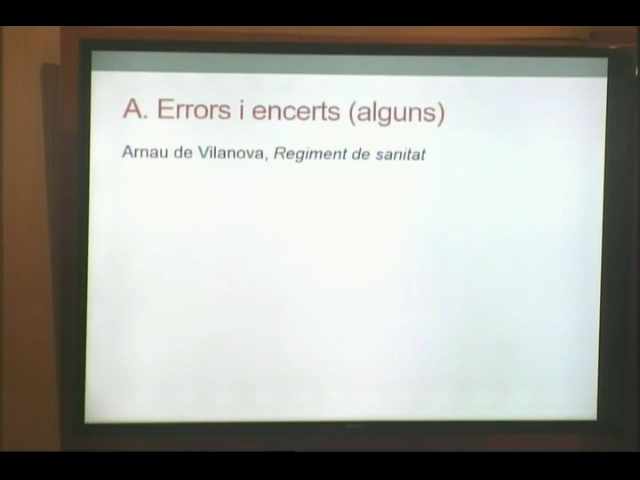 A. Errors i encerts (alguns)
Arnau de Vilanova, Regiment de sanitat